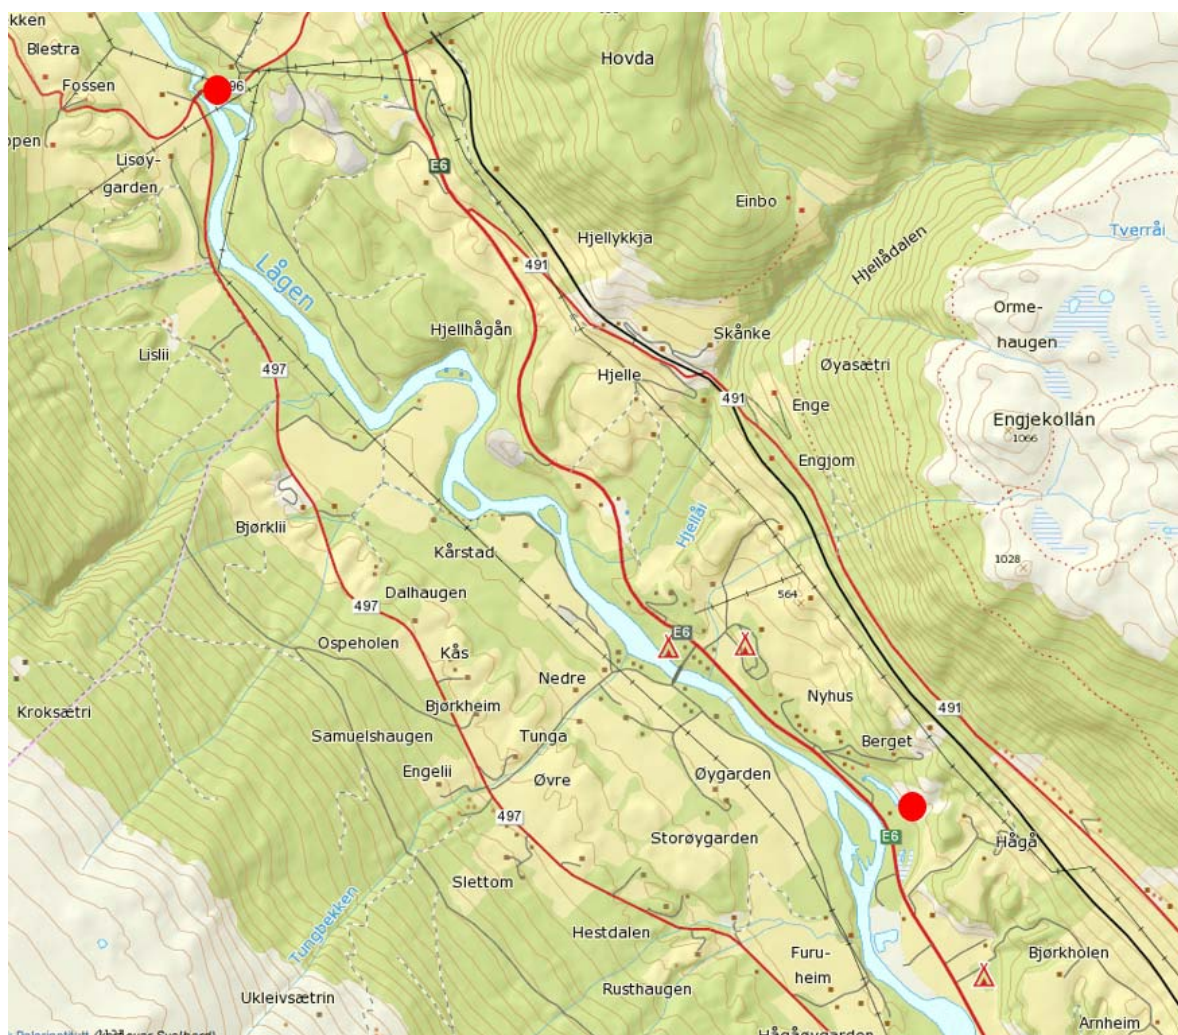 kken
Blestra
Fossen
96
Hovda
open
Lisøy-
garden
E6
Einbo
Hjellykkja
Tverråi
Hjellådalen
491
Lågen
Orme-
haugen
Hjellhågån
Skånke
Lislii
497
Hjelle
Øyasætri
491
Enge
Engjekollan
1066
Engjom
Bjørklii
Hjellåi
Kårstad
1028
Dalhaugen
564
497
E6
Ospeholen
Kås
Nedre
Kroksætri
Bjørkheim
Nyhus
491
Samuelshaugen
Tunga
Berget
Engelii
Øvre
Øygarden
497
E6
Storøygarden
Hågå
Slettom
Tungbekken
Hestdalen
Furu-
heim
Bjørkholen
Rusthaugen
Ukleivsætrin
Arnheim
Hågåøygarden